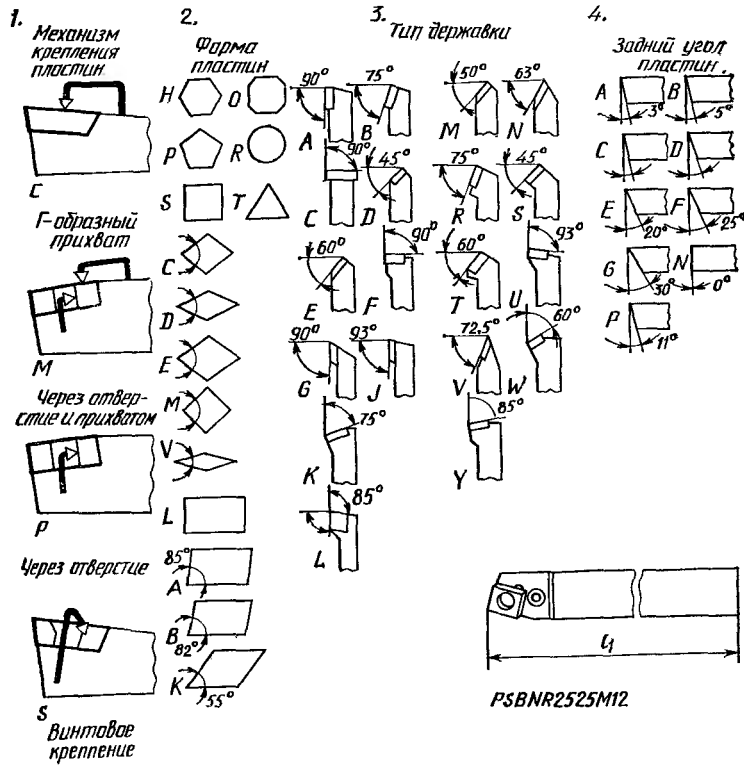 1.
Механизм
крепления
пластин
C
Г-образный
прихват
M
Через отвер-
стие и прихватом
P
Через отверстие
S
Винтовое
крепление
2.
Форма
пластин
H
O
P
R
S
T
C
D
E
M
V
L
85°
A
B
82°
K
55°
3.
Тип державки
90°
A
75°
B
50°
M
63°
N
90°
C
45°
D
75°
R
45°
S
60°
E
90°
F
60°
T
93°
U
90°
G
93°
J
72,5°
V
60°
W
75°
K
85°
Y
85°
L
4.
Задний угол
пластин
A
3°
B
5°
C
D
E
20°
F
25°
G
30°
N
0°
P
11°
l1
PSBNR2525M12